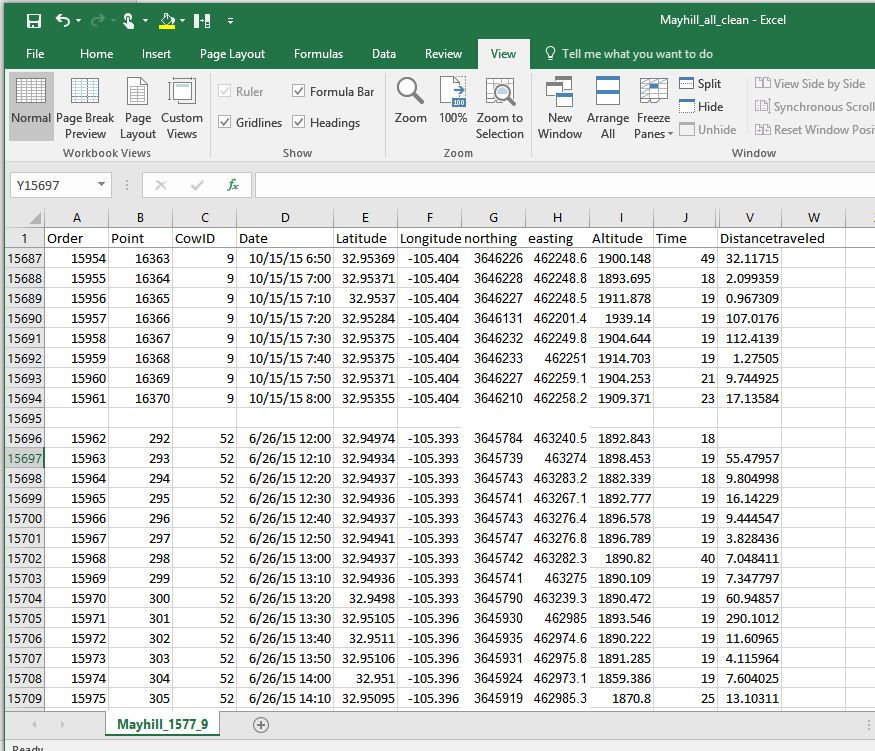 Mayhill_all_clean - Excel
File Home Insert Page Layout Formulas Data Review View Tell me what you want to do
Normal Page Break Preview Page Layout Custom Views
Ruler Formula Bar
Gridlines Headings
Zoom 100% Zoom to Selection
New Window Arrange All Freeze Panes
Split
Hide
Unhide
View Side by Side
Synchronous Scroll
Reset Window Posi
Workbook Views Show Zoom Window
Y15697 fx
A B C D E F G H I J V W
1 Order Point CowID Date Latitude Longitude northing easting Altitude Time Distancetraveled
15687 15954 16363 9 10/15/15 6:50 32.95369 -105.404 3646226 462248.6 1900.148 49 32.11715
15688 15955 16364 9 10/15/15 7:00 32.95371 -105.404 3646228 462248.8 1893.695 18 2.099359
15689 15956 16365 9 10/15/15 7:10 32.9537 -105.404 3646227 462248.5 1911.878 19 0.967309
15690 15957 16366 9 10/15/15 7:20 32.95284 -105.404 3646131 462201.4 1939.14 19 107.0176
15691 15958 16367 9 10/15/15 7:30 32.95375 -105.404 3646232 462249.8 1904.644 19 112.4139
15692 15959 16368 9 10/15/15 7:40 32.95375 -105.404 3646233 462251 1914.703 19 1.27505
15693 15960 16369 9 10/15/15 7:50 32.95371 -105.404 3646227 462259.1 1904.253 21 9.744925
15694 15961 16370 9 10/15/15 8:00 32.95355 -105.404 3646210 462258.2 1909.371 23 17.13584
15695
15696 15962 292 52 6/26/15 12:00 32.94974 -105.393 3645784 463240.5 1892.843 18
15697 15963 293 52 6/26/15 12:10 32.94934 -105.393 3645739 463274 1898.453 19 55.47957
15698 15964 294 52 6/26/15 12:20 32.94937 -105.393 3645743 463283.2 1882.339 18 9.804998
15699 15965 295 52 6/26/15 12:30 32.94936 -105.393 3645741 463267.1 1892.777 19 16.14229
15700 15966 296 52 6/26/15 12:40 32.94937 -105.393 3645743 463276.4 1896.578 19 9.444547
15701 15967 297 52 6/26/15 12:50 32.94941 -105.393 3645747 463276.8 1896.789 19 3.828436
15702 15968 298 52 6/26/15 13:00 32.94937 -105.393 3645742 463282.3 1890.82 40 7.048411
15703 15969 299 52 6/26/15 13:10 32.94936 -105.393 3645741 463275 1890.109 19 7.347797
15704 15970 300 52 6/26/15 13:20 32.9498 -105.393 3645790 463239.3 1890.472 19 60.94857
15705 15971 301 52 6/26/15 13:30 32.95105 -105.396 3645930 462985 1893.546 19 290.1012
15706 15972 302 52 6/26/15 13:40 32.9511 -105.396 3645935 462974.6 1890.222 19 11.60965
15707 15973 303 52 6/26/15 13:50 32.95106 -105.396 3645931 462975.8 1891.285 19 4.115964
15708 15974 304 52 6/26/15 14:00 32.951 -105.396 3645924 462973.1 1859.386 19 7.604025
15709 15975 305 52 6/26/15 14:10 32.95095 -105.396 3645919 462985.3 1870.8 25 13.10311
Mayhill_1577_9
Ready